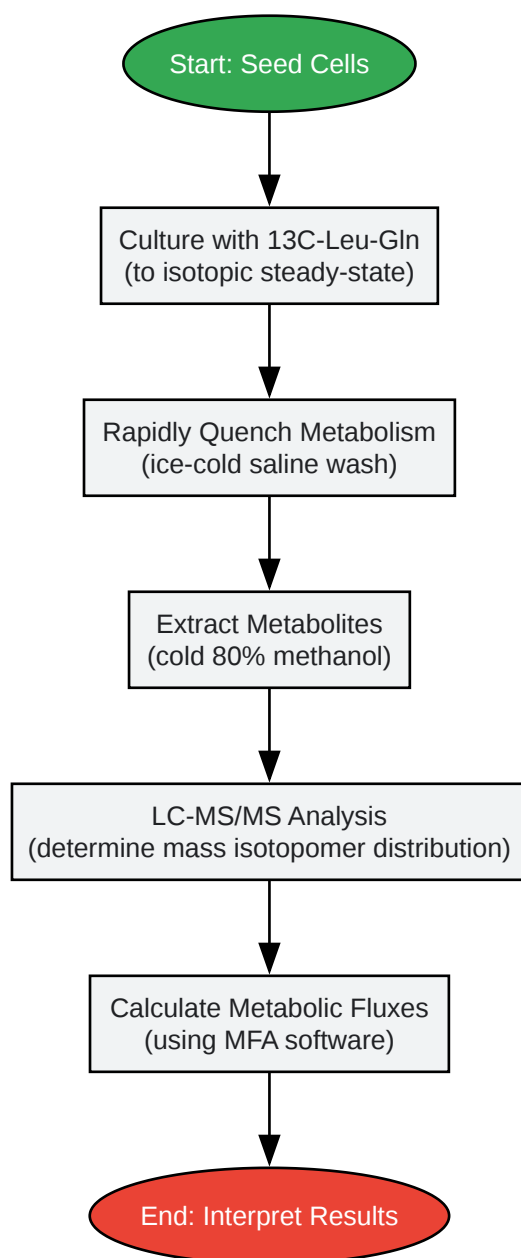 Start: Seed Cells
Culture with 13C-Leu-Gln
(to isotopic steady-state)
Rapidly Quench Metabolism
(ice-cold saline wash)
Extract Metabolites
(cold 80% methanol)
LC-MS/MS Analysis
(determine mass isotopomer distribution)
Calculate Metabolic Fluxes
(using MFA software)
End: Interpret Results